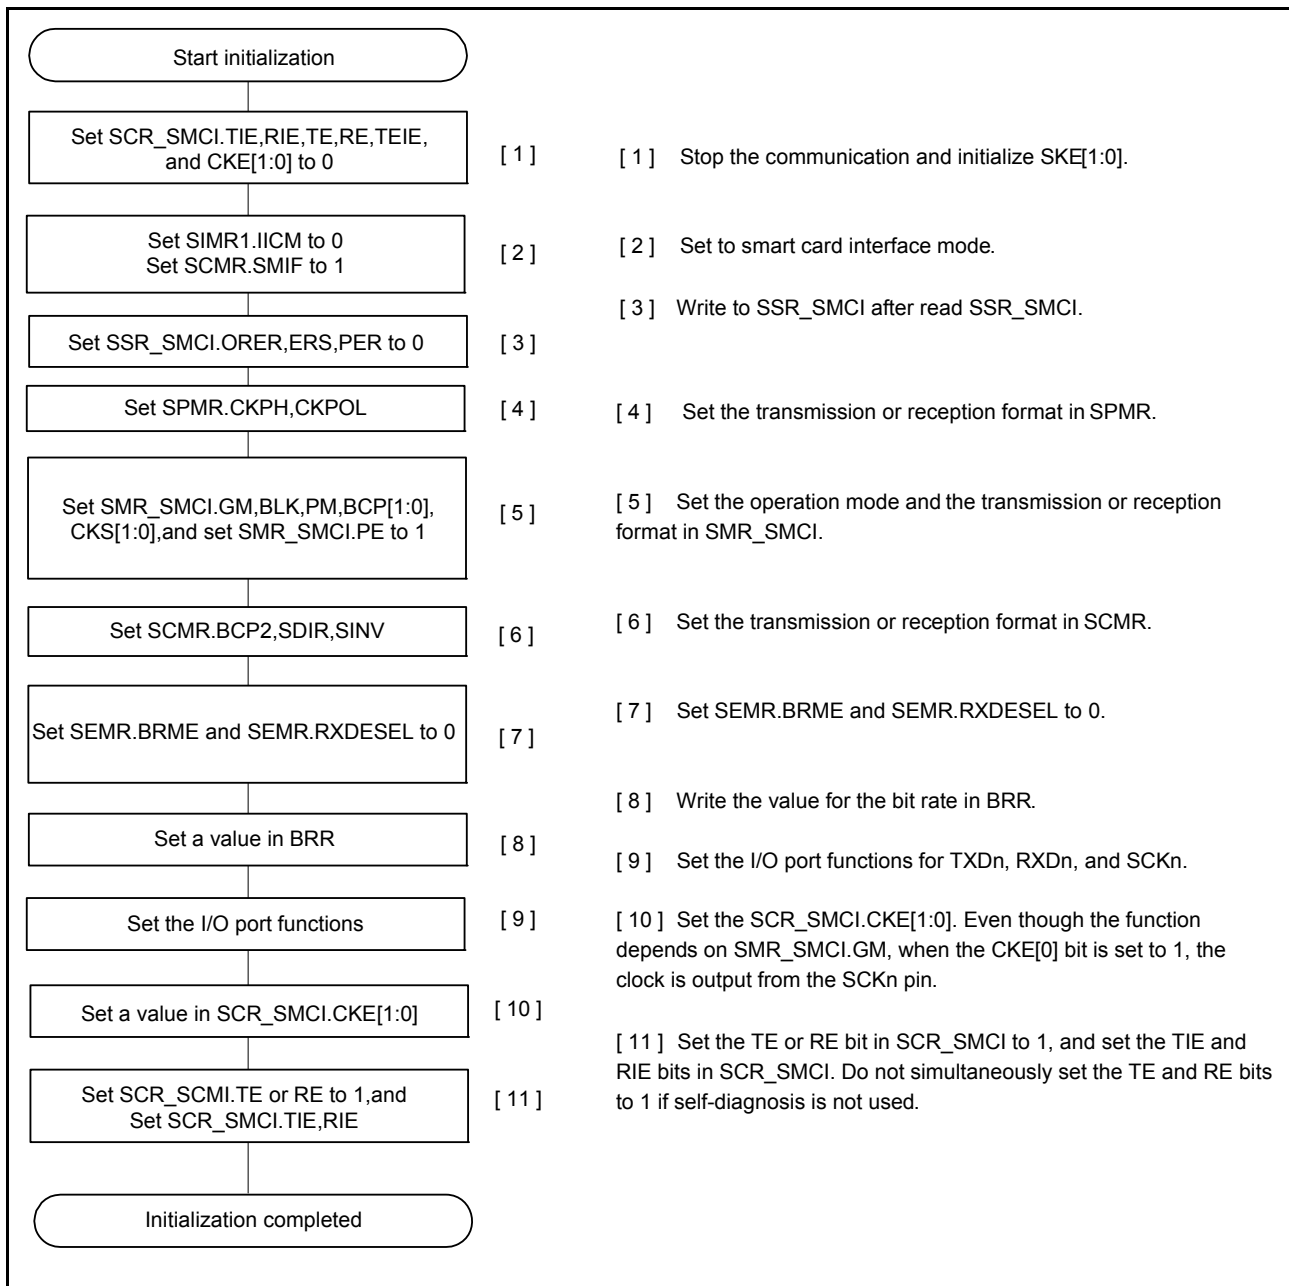 Start initialization
Set SCR_SMCI.TIE,RIE,TE,RE,TEIE,
and CKE[1:0] to 0
[ 1 ]
[ 1 ] Stop the communication and initialize SKE[1:0].
Set SIMR1.IICM to 0
Set SCMR.SMIF to 1
[ 2 ]
[ 2 ] Set to smart card interface mode.
[ 3 ] Write to SSR_SMCI after read SSR_SMCI.
Set SSR_SMCI.ORER,ERS,PER to 0
[ 3 ]
Set SPMR.CKPH,CKPOL
[ 4 ]
[ 4 ] Set the transmission or reception format in SPMR.
Set SMR_SMCI.GM,BLK,PM,BCP[1:0],
CKS[1:0],and set SMR_SMCI.PE to 1
[ 5 ]
[ 5 ] Set the operation mode and the transmission or reception
format in SMR_SMCI.
Set SCMR.BCP2,SDIR,SINV
[ 6 ]
[ 6 ] Set the transmission or reception format in SCMR.
Set SEMR.BRME and SEMR.RXDESEL to 0
[ 7 ]
[ 7 ] Set SEMR.BRME and SEMR.RXDESEL to 0.
[ 8 ] Write the value for the bit rate in BRR.
Set a value in BRR
[ 8 ]
[ 9 ] Set the I/O port functions for TXDn, RXDn, and SCKn.
Set the I/O port functions
[ 9 ]
[ 10 ] Set the SCR_SMCI.CKE[1:0]. Even though the function
depends on SMR_SMCI.GM, when the CKE[0] bit is set to 1, the
clock is output from the SCKn pin.
Set a value in SCR_SMCI.CKE[1:0]
[ 10 ]
[ 11 ] Set the TE or RE bit in SCR_SMCI to 1, and set the TIE and
RIE bits in SCR_SMCI. Do not simultaneously set the TE and RE bits
to 1 if self-diagnosis is not used.
Set SCR_SCMI.TE or RE to 1,and
Set SCR_SMCI.TIE,RIE
[ 11 ]
Initialization completed